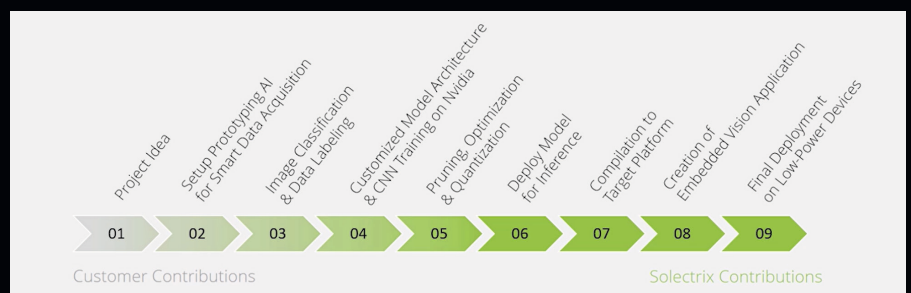 Project Idea
Setup Prototyping AI
for Smart Data Acquisition
Image Classification
& Data Labeling
Customized Model Architecture
& CNN Training on Nvidia
Pruning, Optimization
& Quantization
Deploy Model
for Inference
Compilation to
Target Platform
Creation of
Embedded Vision Application
Final Deployment
on Low-Power Devices
01 02 03 04 05 06 07 08 09
Customer Contributions
Solectrix Contributions